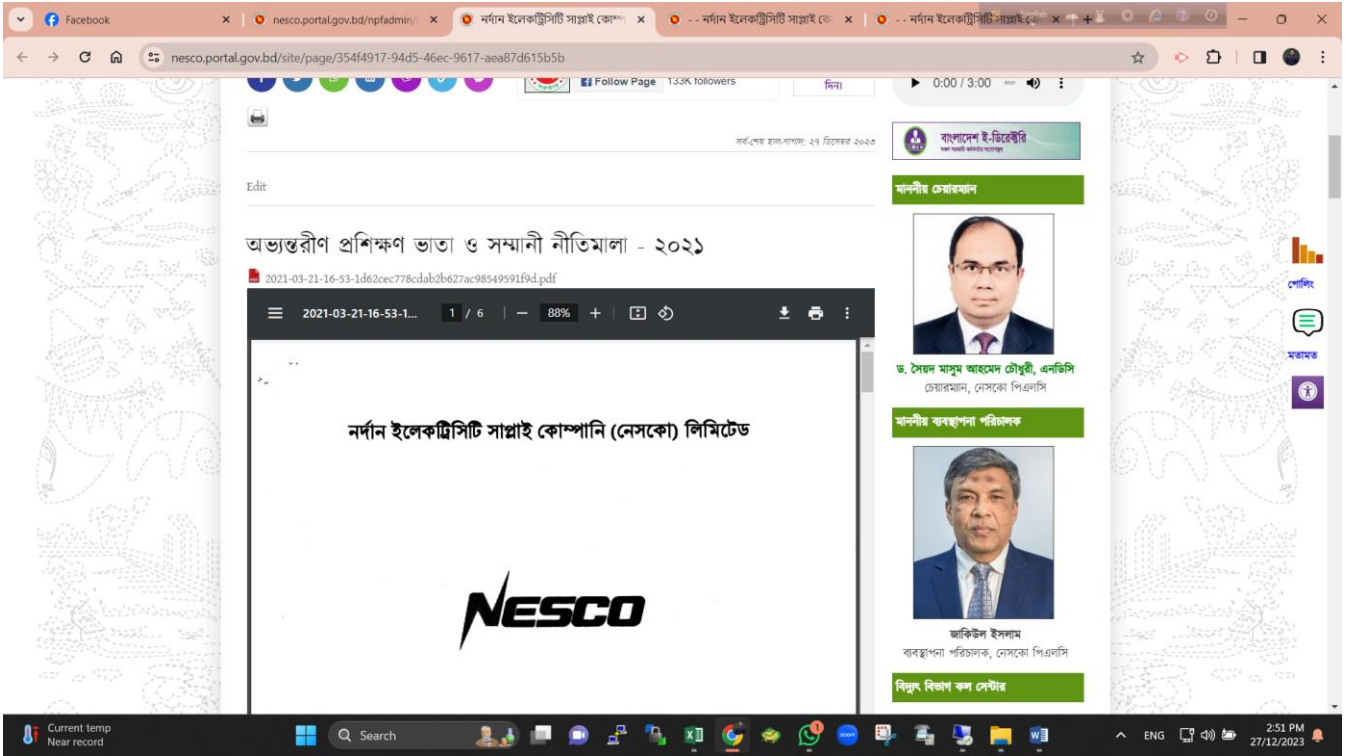 Facebook
nesco.portal.gov.bd/npfadmin/
নর্দান ইলেকট্রিসিটি সাপ্লাই কোম্প
- - নর্দান ইলেকট্রিসিটি সাপ্লাই কো
- - নর্দান ইলেকট্রিসিটি সাপ্লাই
nesco.portal.gov.bd/site/page/354f4917-94d5-46ec-9617-aea87d615b5b
Follow Page 133K followers
দিন।
0:00 / 3:00
সর্ব-শেষ হাল-নাগাদ: ২৭ ডিসেম্বর ২০২৩
বাংলাদেশ ই-ডিরেক্টরি
Edit
মাননীয় চেয়ারম্যান
অভ্যন্তরীণ প্রশিক্ষণ ভাতা ও সম্মানী নীতিমালা - ২০২১
2021-03-21-16-53-1d62cec778cdab2b627ac98549591f9d.pdf
2021-03-21-16-53-1... 1 / 6 88%
নর্দান ইলেকট্রিসিটি সাপ্লাই কোম্পানি (নেসকো) লিমিটেড
NESCO
ড. সৈয়দ মাসুম আহমেদ চৌধুরী, এনডিসি
চেয়ারম্যান, নেসকো পিএলসি
মাননীয় ব্যবস্থাপনা পরিচালক
জাকিউল ইসলাম
ব্যবস্থাপনা পরিচালক, নেসকো পিএলসি
বিদ্যুৎ বিভাগ কল সেন্টার
পোলিং
মতামত
Current temp
Near record
Search
zoom
ENG
2:51 PM
27/12/2023